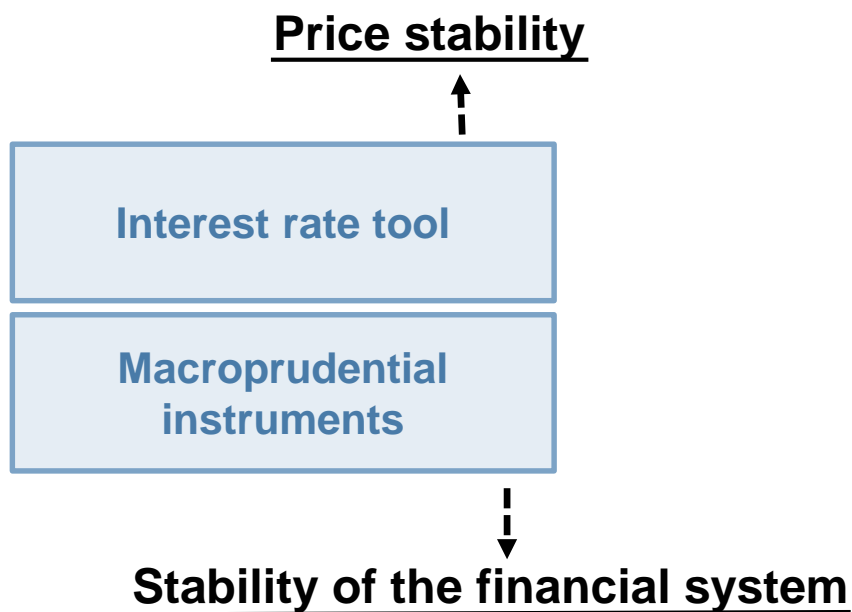 Price stability
Interest rate tool
Macroprudential
instruments
Stability of the financial system